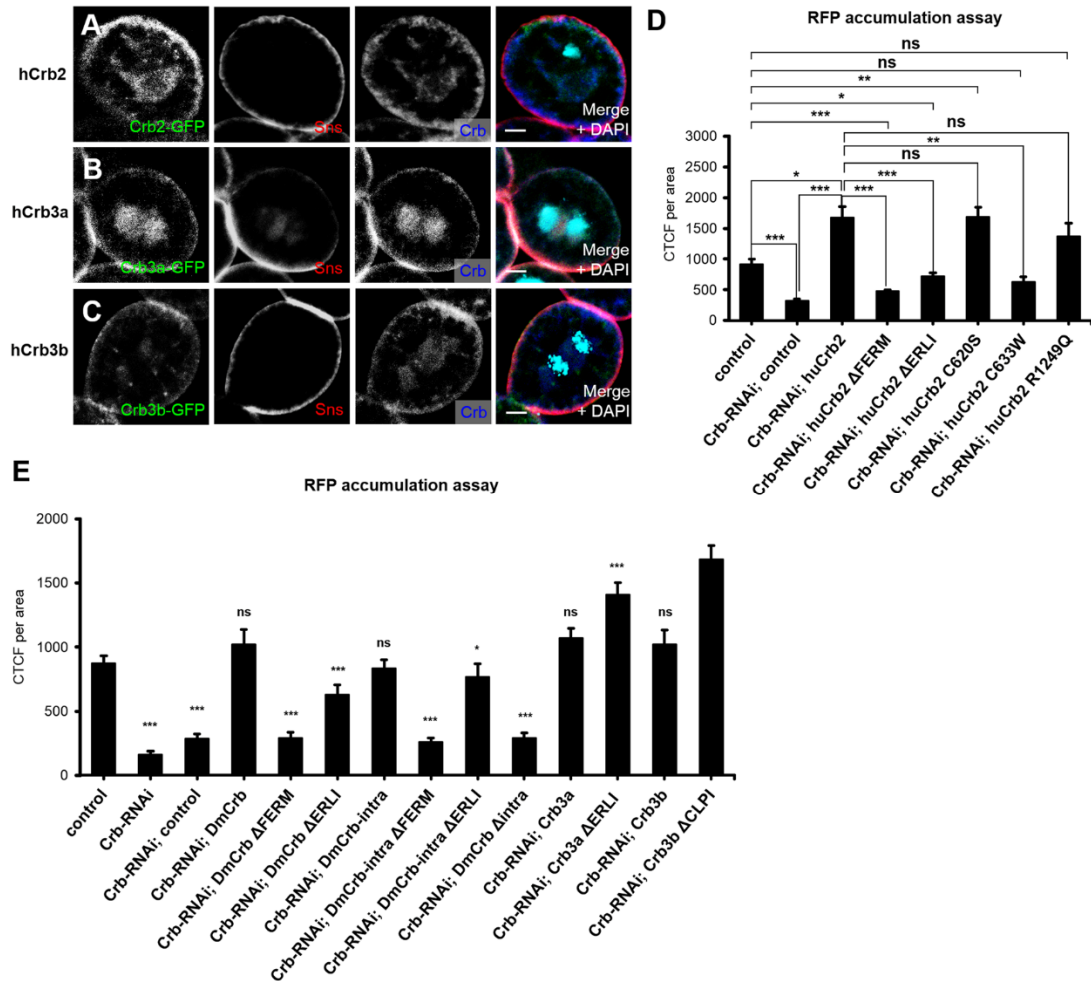 A
hCrb2
Crb2-GFP
Sns
Crb
Merge
+ DAPI
B
hCrb3a
Crb3a-GFP
Sns
Crb
Merge
+ DAPI
C
hCrb3b
Crb3b-GFP
Sns
Crb
Merge
+ DAPI
D
RFP accumulation assay
ns
ns
**
*
***
ns
**
ns
* ***
*** ***
***
CTCF per area
3000
2500
2000
1500
1000
500
0
control
Crb-RNAi; control
Crb-RNAi; huCrb2
Crb-RNAi; huCrb2 ΔFERM
Crb-RNAi; huCrb2 ΔERLI
Crb-RNAi; huCrb2 C620S
Crb-RNAi; huCrb2 C633W
Crb-RNAi; huCrb2 R1249Q
E
RFP accumulation assay
CTCF per area
2000
1500
1000
500
0
***
***
ns
***
***
ns
***
*
***
ns
***
ns
control
Crb-RNAi
Crb-RNAi; control
Crb-RNAi; DmCrb
Crb-RNAi; DmCrb ΔFERM
Crb-RNAi; DmCrb ΔERLI
Crb-RNAi; DmCrb-intra
Crb-RNAi; DmCrb-intra ΔFERM
Crb-RNAi; DmCrb-intra ΔERLI
Crb-RNAi; DmCrb Δintra
Crb-RNAi; Crb3a
Crb-RNAi; Crb3a ΔERLI
Crb-RNAi; Crb3b
Crb-RNAi; Crb3b ΔCLPI